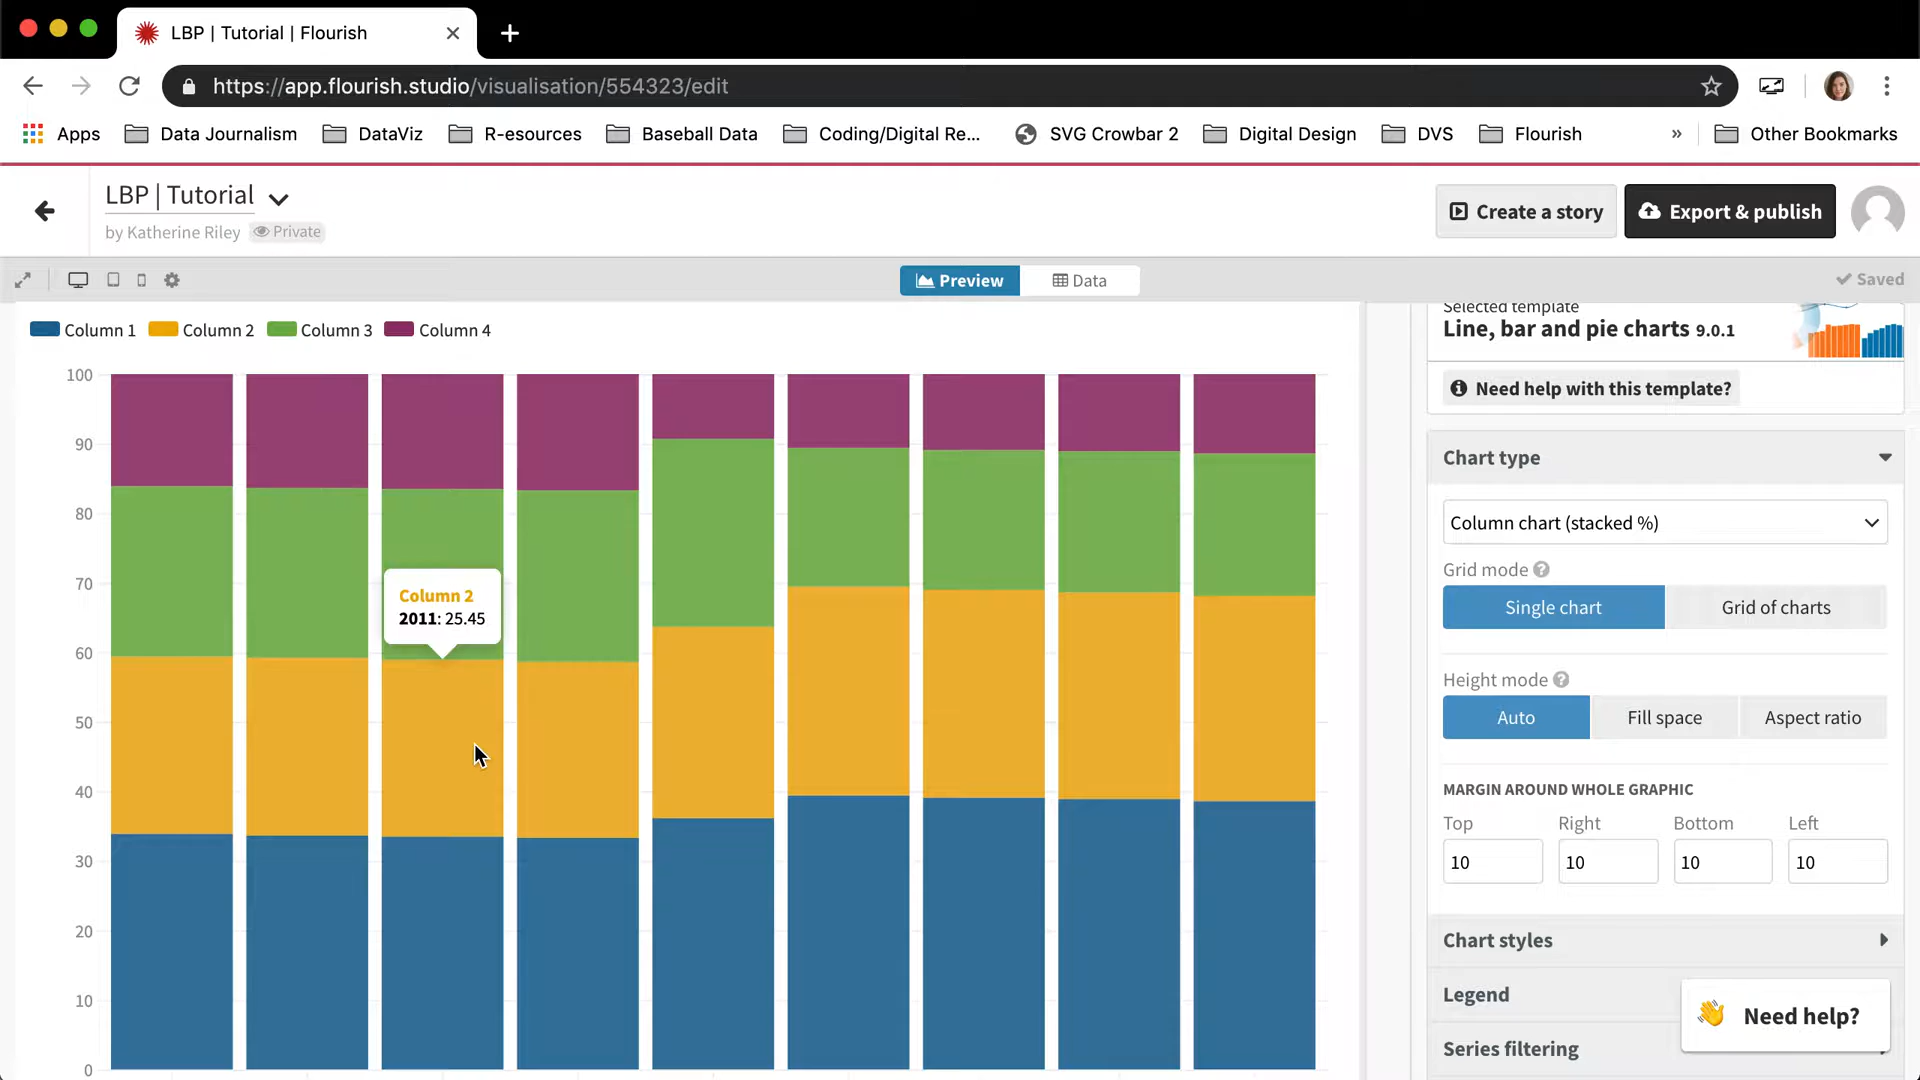 LBP | Tutorial | Flourish
https://app.flourish.studio/visualisation/554323/edit
Apps Data Journalism DataViz R-esources Baseball Data Coding/Digital Re... SVG Crowbar 2 Digital Design DVS Flourish » Other Bookmarks
LBP | Tutorial
by Katherine Riley Private
Create a story
Export & publish
Preview Data
Saved
Column 1 Column 2 Column 3 Column 4
100
90
80
70
60
50
40
30
20
10
0
Column 2
2011: 25.45
Selected template
Line, bar and pie charts 9.0.1
Need help with this template?
Chart type
Column chart (stacked %)
Grid mode
Single chart Grid of charts
Height mode
Auto Fill space Aspect ratio
MARGIN AROUND WHOLE GRAPHIC
Top Right Bottom Left
10 10 10 10
Chart styles
Legend
Series filtering
Need help?